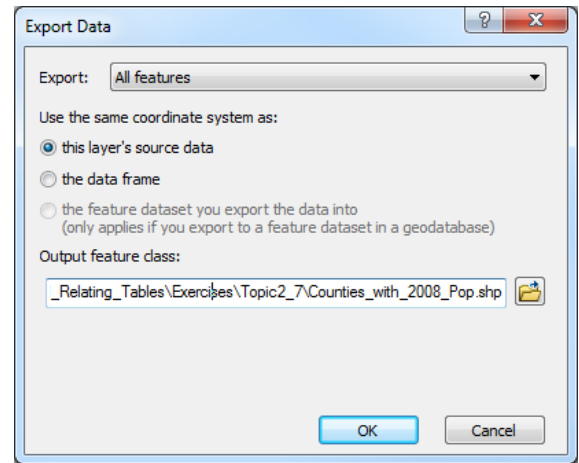 Export Data
Export: All features
Use the same coordinate system as:
this layer's source data
the data frame
the feature dataset you export the data into
(only applies if you export to a feature dataset in a geodatabase)
Output feature class:
_Relating_Tables\Exercises\Topic2_7\Counties_with_2008_Pop.shp
OK Cancel